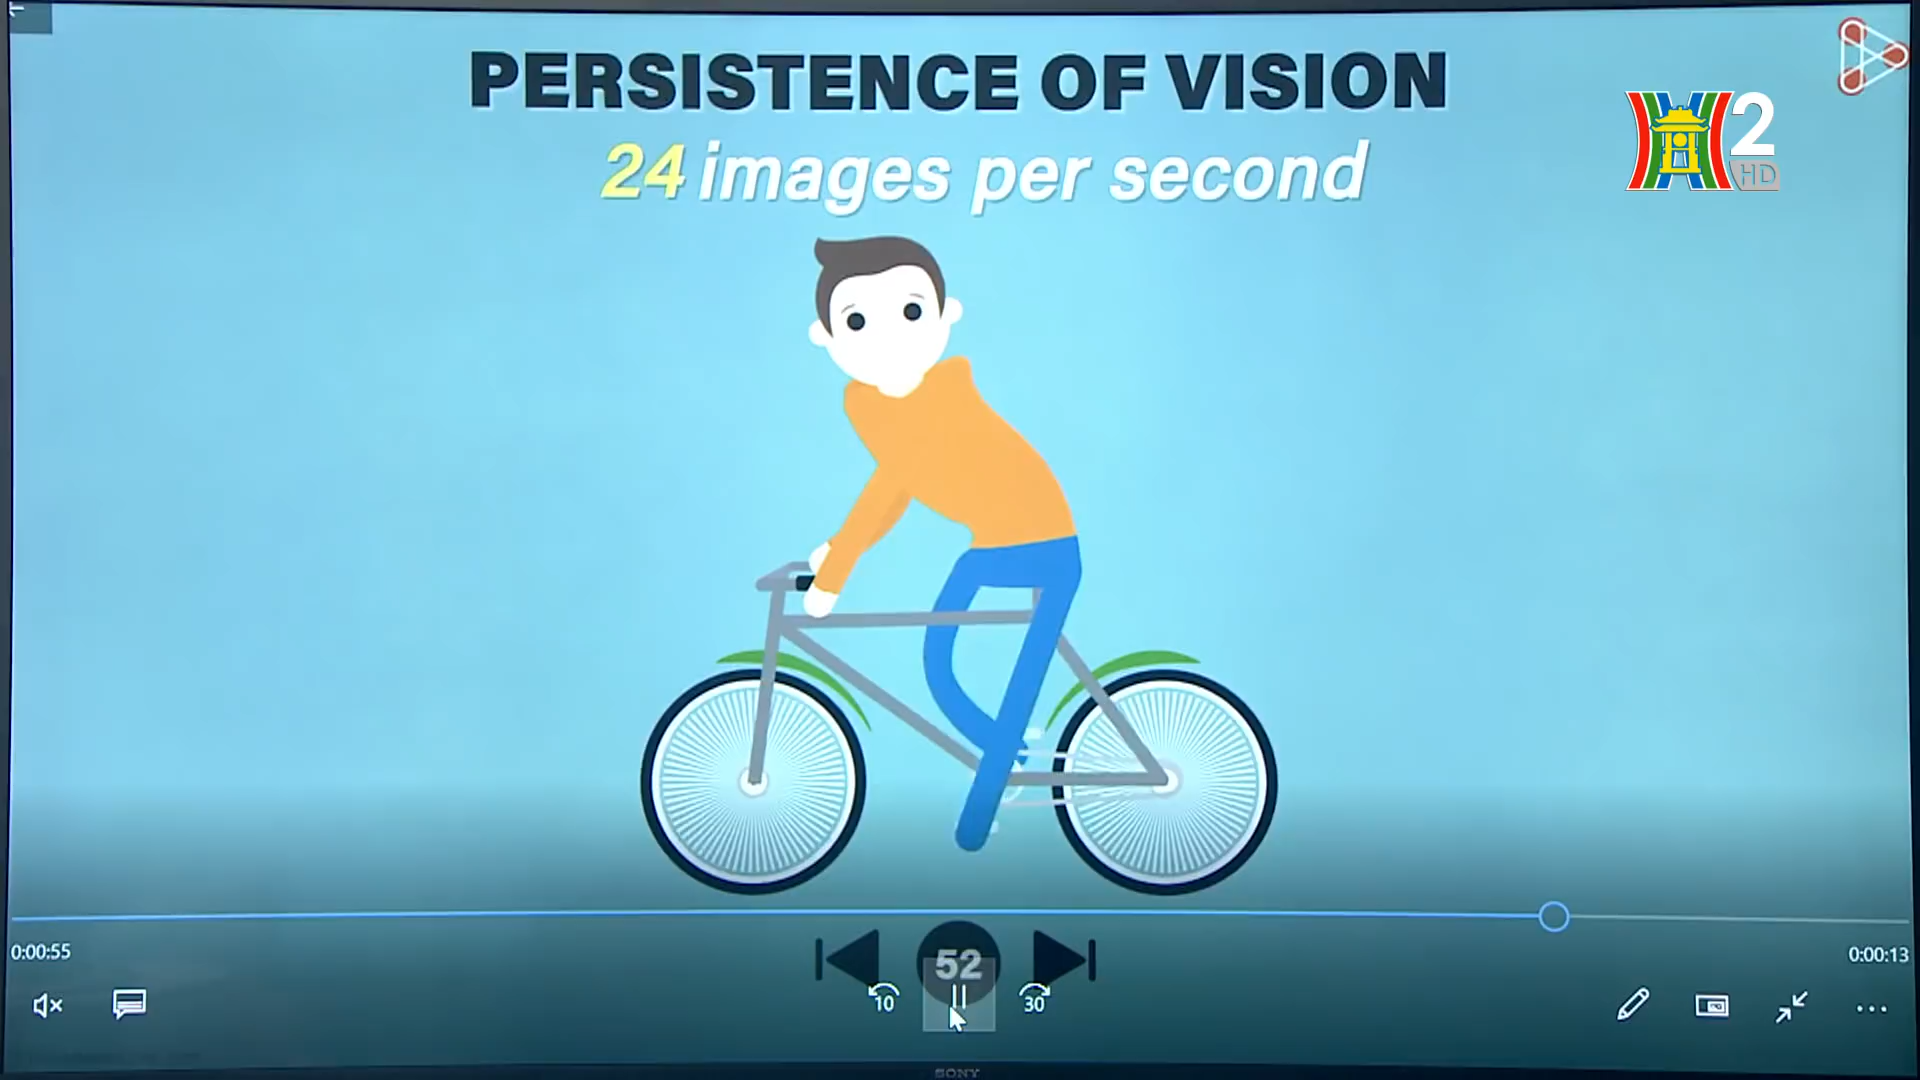 PERSISTENCE OF VISION
24 images per second
2
HD
0:00:55
0:00:13
52
10
30
SONY